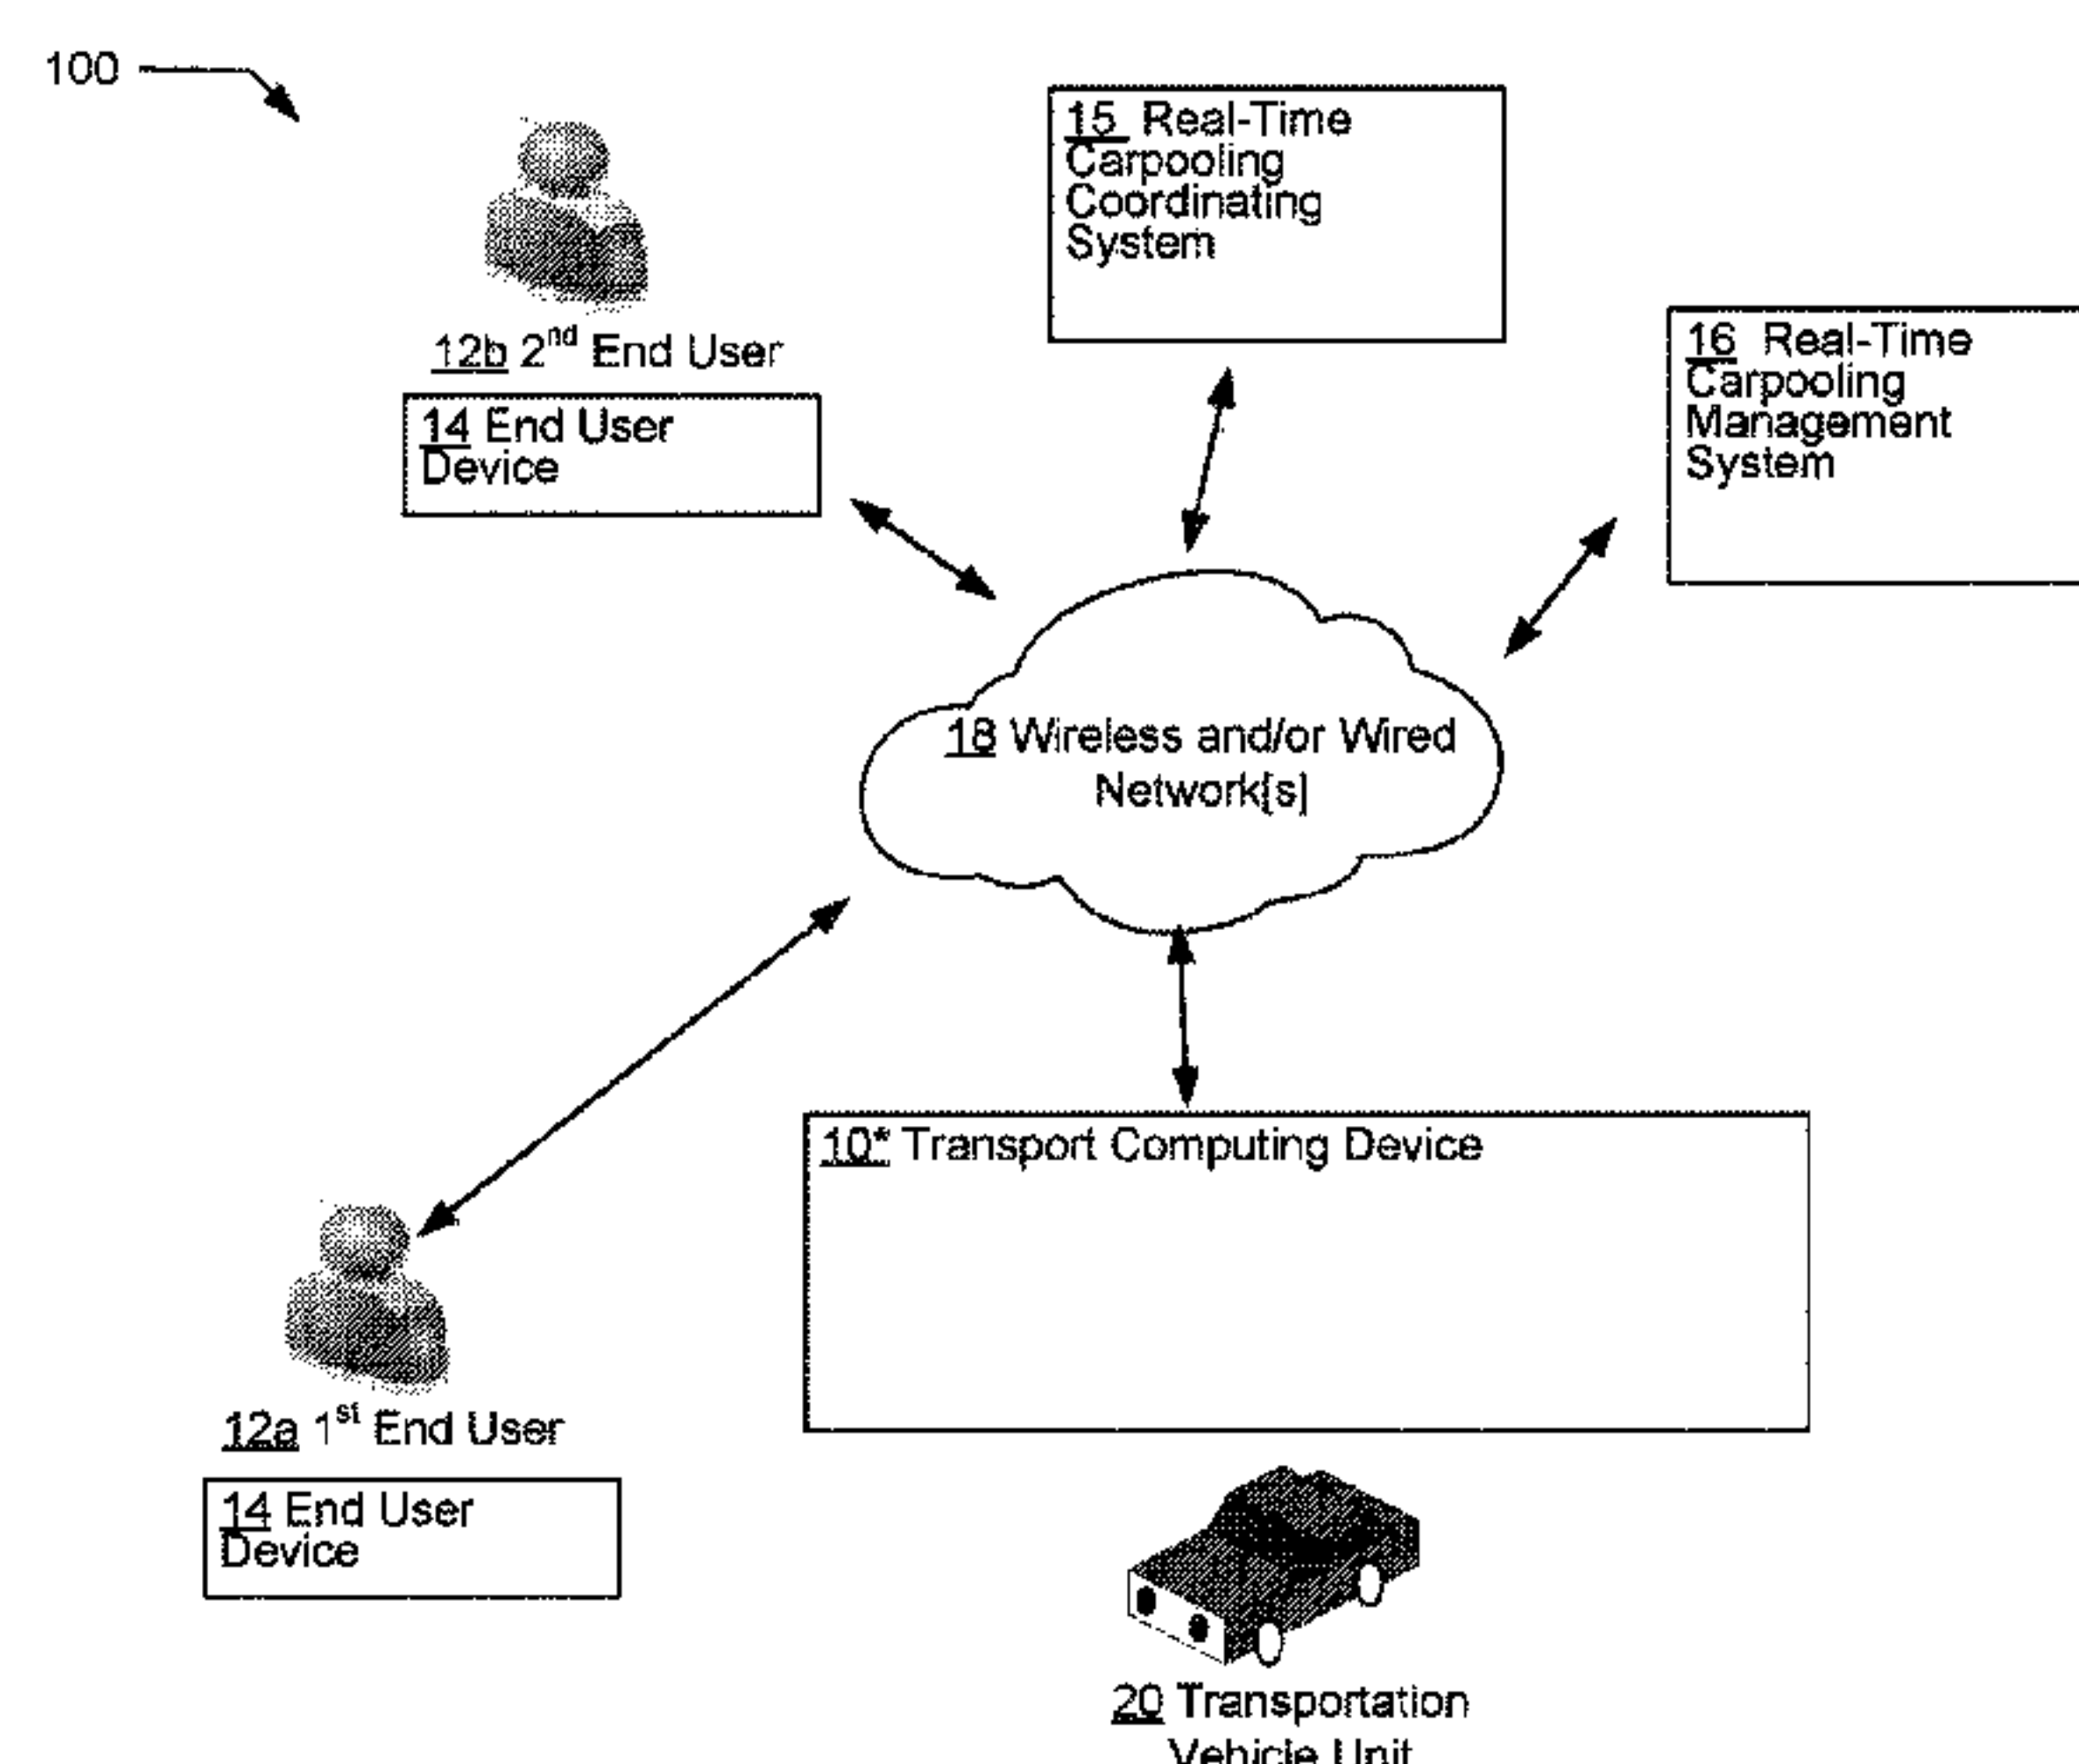 100
15 Real-Time
Carpooling
Coordinating
System
16 Real-Time
Carpooling
Management
System
12b 2nd End User
14 End User
Device
18 Wireless and/or Wired
Network[s]
10* Transport Computing Device
12a 1st End User
14 End User
Device
20 Transportation
Vehicle Unit